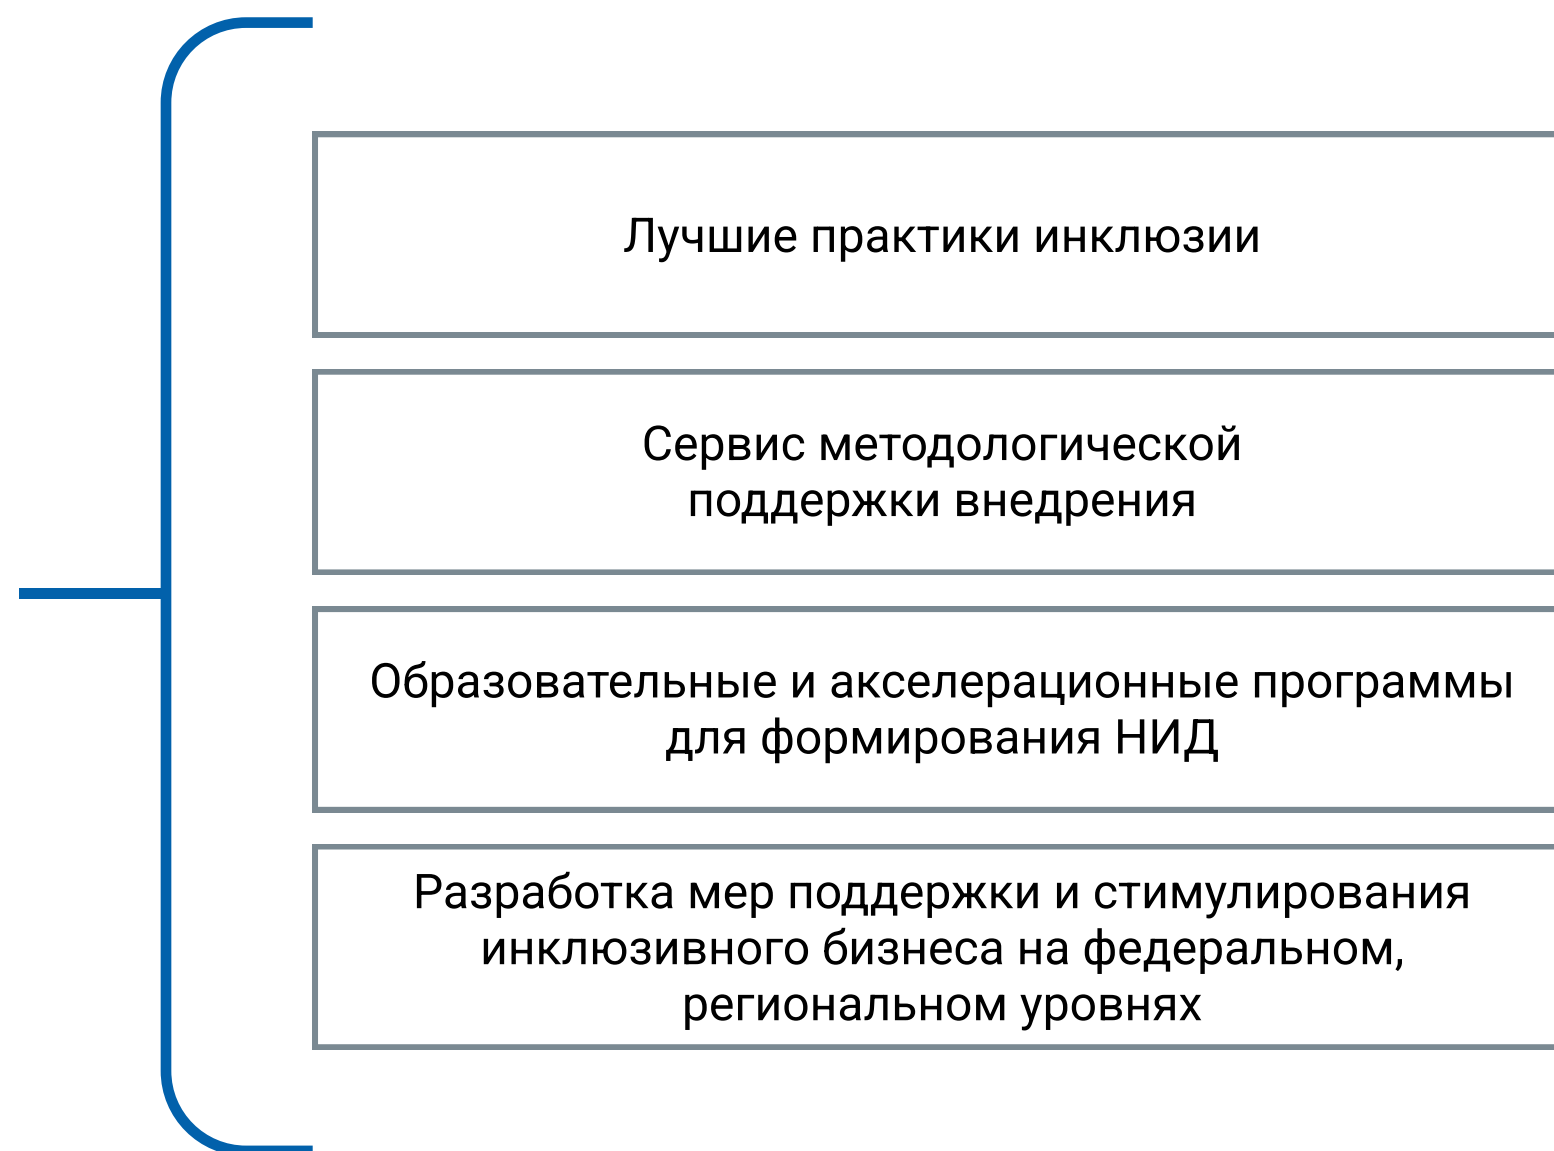 Лучшие практики инклюзии
Сервис методологической
поддержки внедрения
Образовательные и акселерационные программы
для формирования НИД
Разработка мер поддержки и стимулирования
инклюзивного бизнеса на федеральном,
региональном уровнях